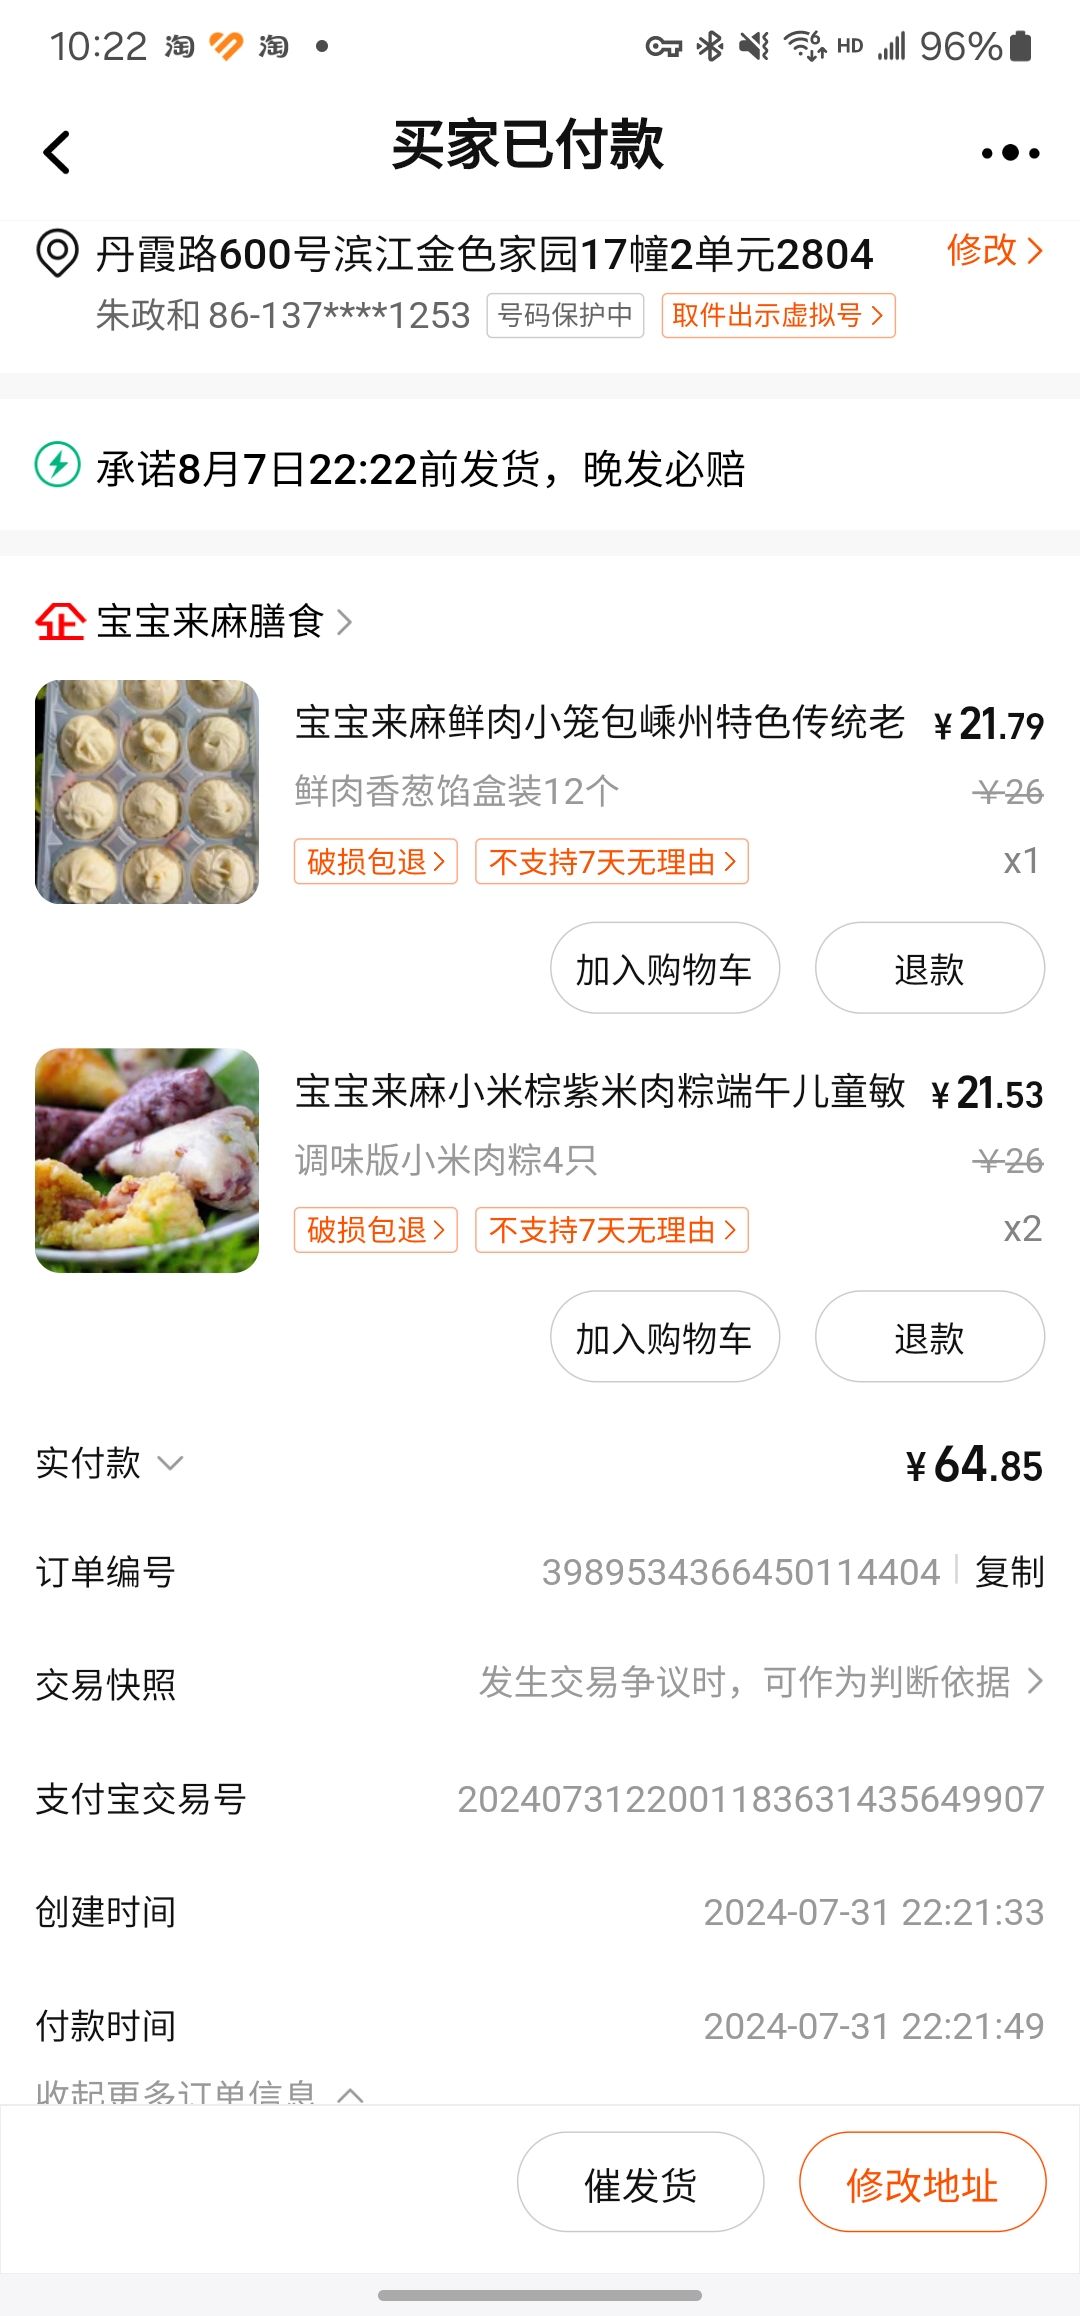 10:22 淘 淘 HD 96%
买家已付款
丹霞路600号滨江金色家园17幢2单元2804 修改
朱政和 86-137****1253 号码保护中 取件出示虚拟号
承诺8月7日22:22前发货，晚发必赔
企 宝宝来麻膳食
宝宝来麻鲜肉小笼包嵊州特色传统老 ¥21.79
鲜肉香葱馅盒装12个 ¥26
破损包退 不支持7天无理由 x1
加入购物车 退款
宝宝来麻小米棕紫米肉粽端午儿童敏 ¥21.53
调味版小米肉粽4只 ¥26
破损包退 不支持7天无理由 x2
加入购物车 退款
实付款 ¥64.85
订单编号 3989534366450114404 复制
交易快照 发生交易争议时，可作为判断依据
支付宝交易号 2024073122001183631435649907
创建时间 2024-07-31 22:21:33
付款时间 2024-07-31 22:21:49
收起更多订单信息
催发货 修改地址